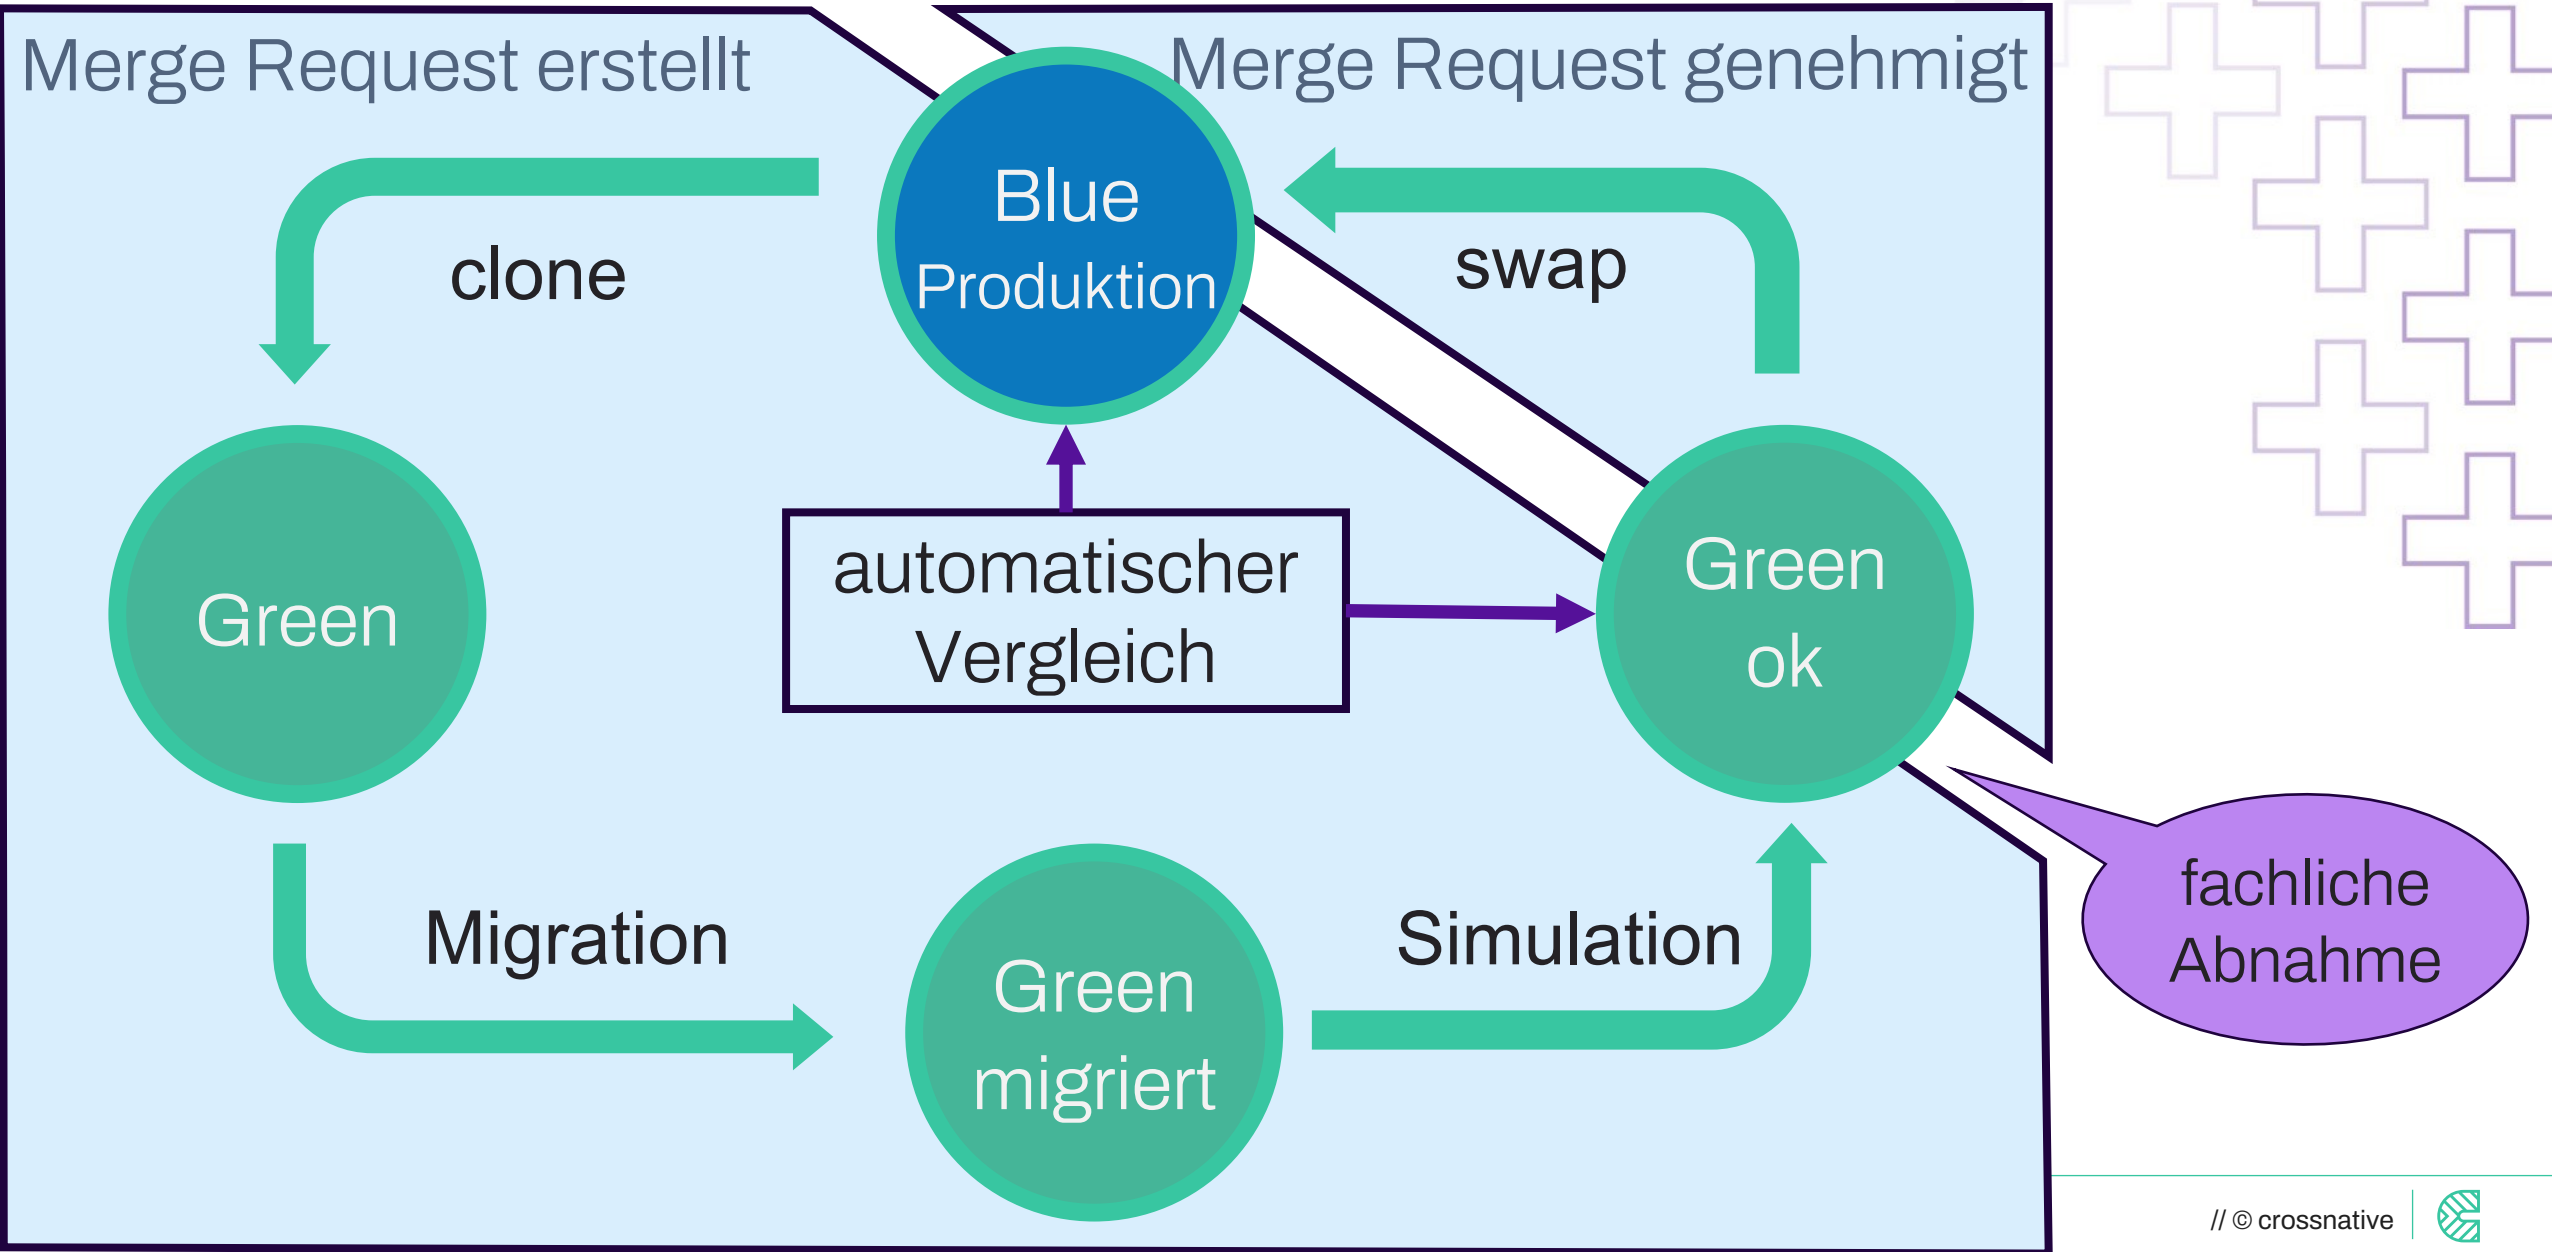 Merge Request erstellt
Merge Request genehmigt
Blue
Produktion
clone
swap
Green
automatischer
Vergleich
Green
ok
Migration
Green
migriert
Simulation
fachliche
Abnahme
// © crossnative